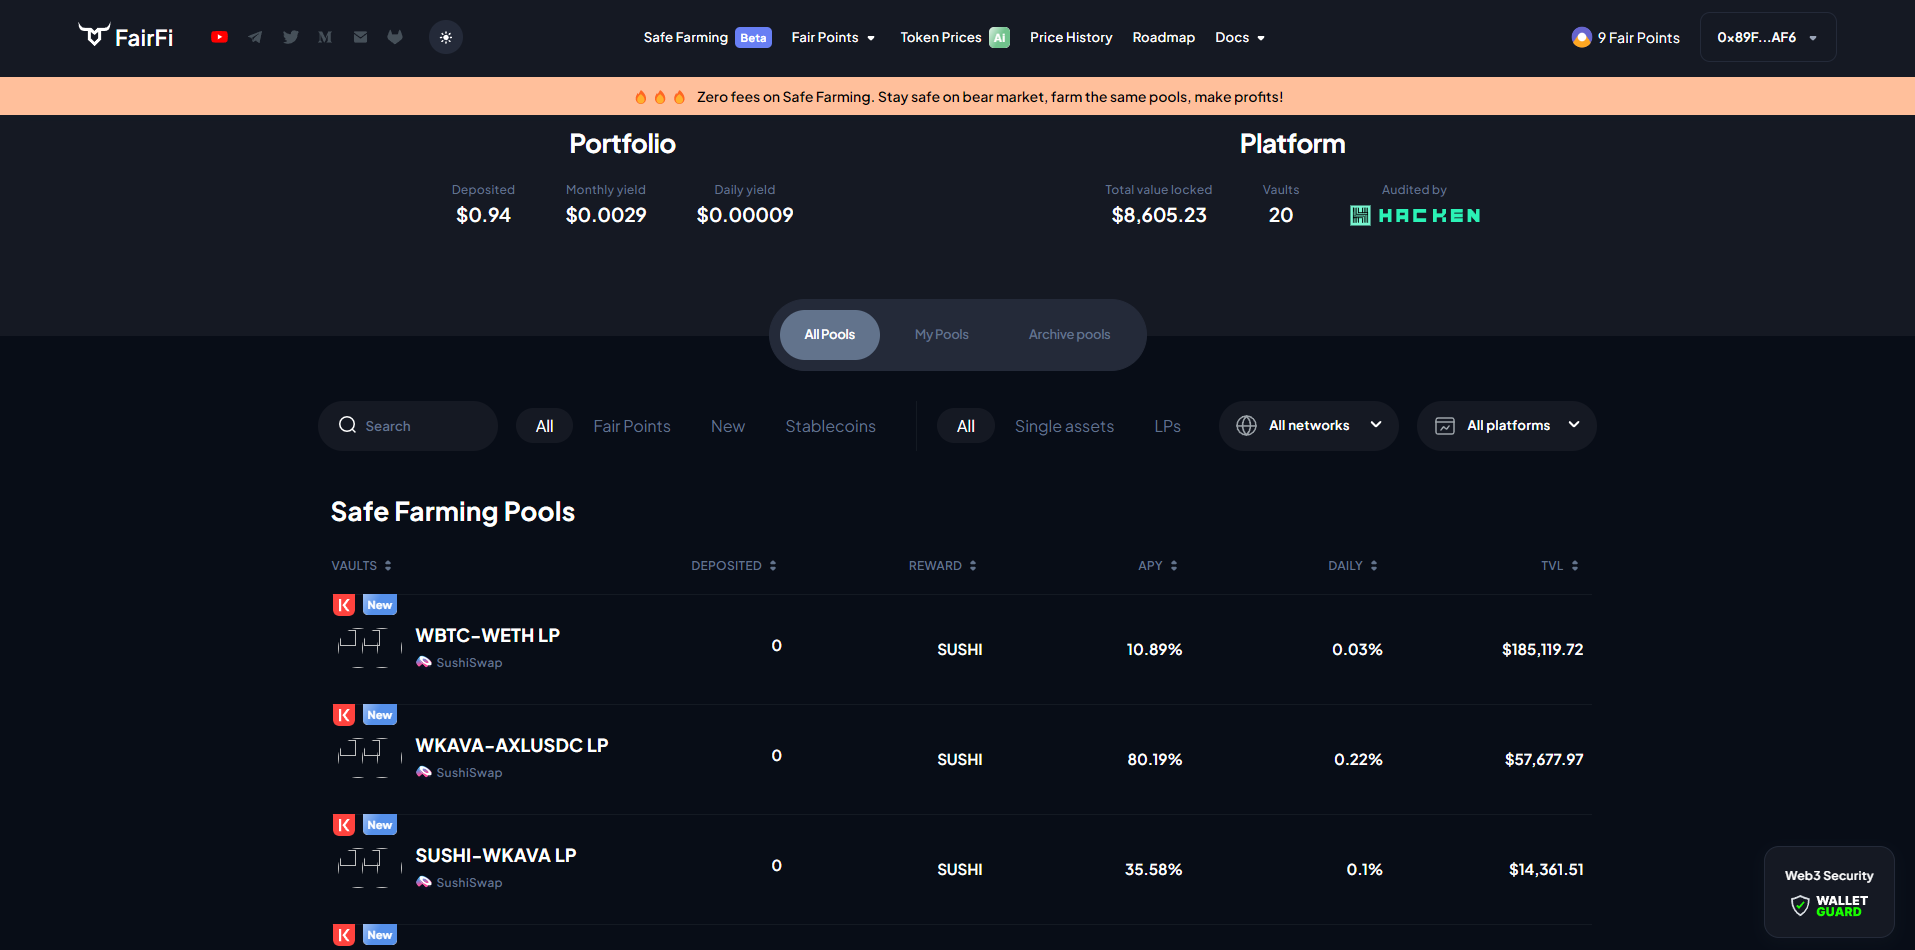 FairFi
Safe Farming Beta
Fair Points
Token Prices AI
Price History
Roadmap
Docs
9 Fair Points
0x89F...AF6
Zero fees on Safe Farming. Stay safe on bear market, farm the same pools, make profits!
Portfolio
Deposited Monthly yield Daily yield
$0.94 $0.0029 $0.00009
Platform
Total value locked Vaults Audited by
$8,605.23 20 HACKEN
All Pools My Pools Archive pools
Search All Fair Points New Stablecoins All Single assets LPs All networks All platforms
Safe Farming Pools
VAULTS DEPOSITED REWARD APY DAILY TVL
K New
WBTC-WETH LP 0 SUSHI 10.89% 0.03% $185,119.72
SushiSwap
K New
WKAVA-AXLUSDC LP 0 SUSHI 80.19% 0.22% $57,677.97
SushiSwap
K New
SUSHI-WKAVA LP 0 SUSHI 35.58% 0.1% $14,361.51
SushiSwap
K New
Web3 Security
WALLET
GUARD